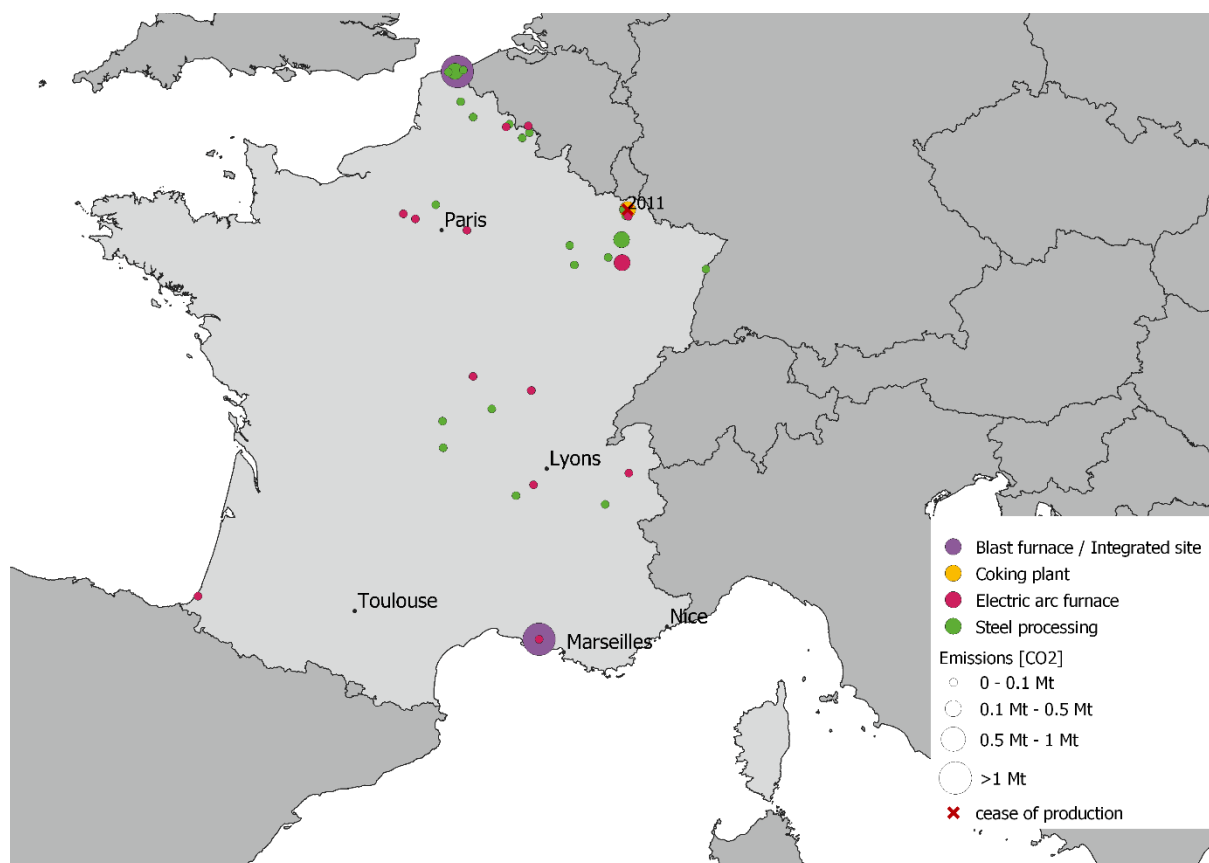 2011
Paris
Lyons
Toulouse
Nice
Marseilles
Blast furnace / Integrated site
Coking plant
Electric arc furnace
Steel processing
Emissions [CO2]
0 - 0.1 Mt
0.1 Mt - 0.5 Mt
0.5 Mt - 1 Mt
>1 Mt
cease of production